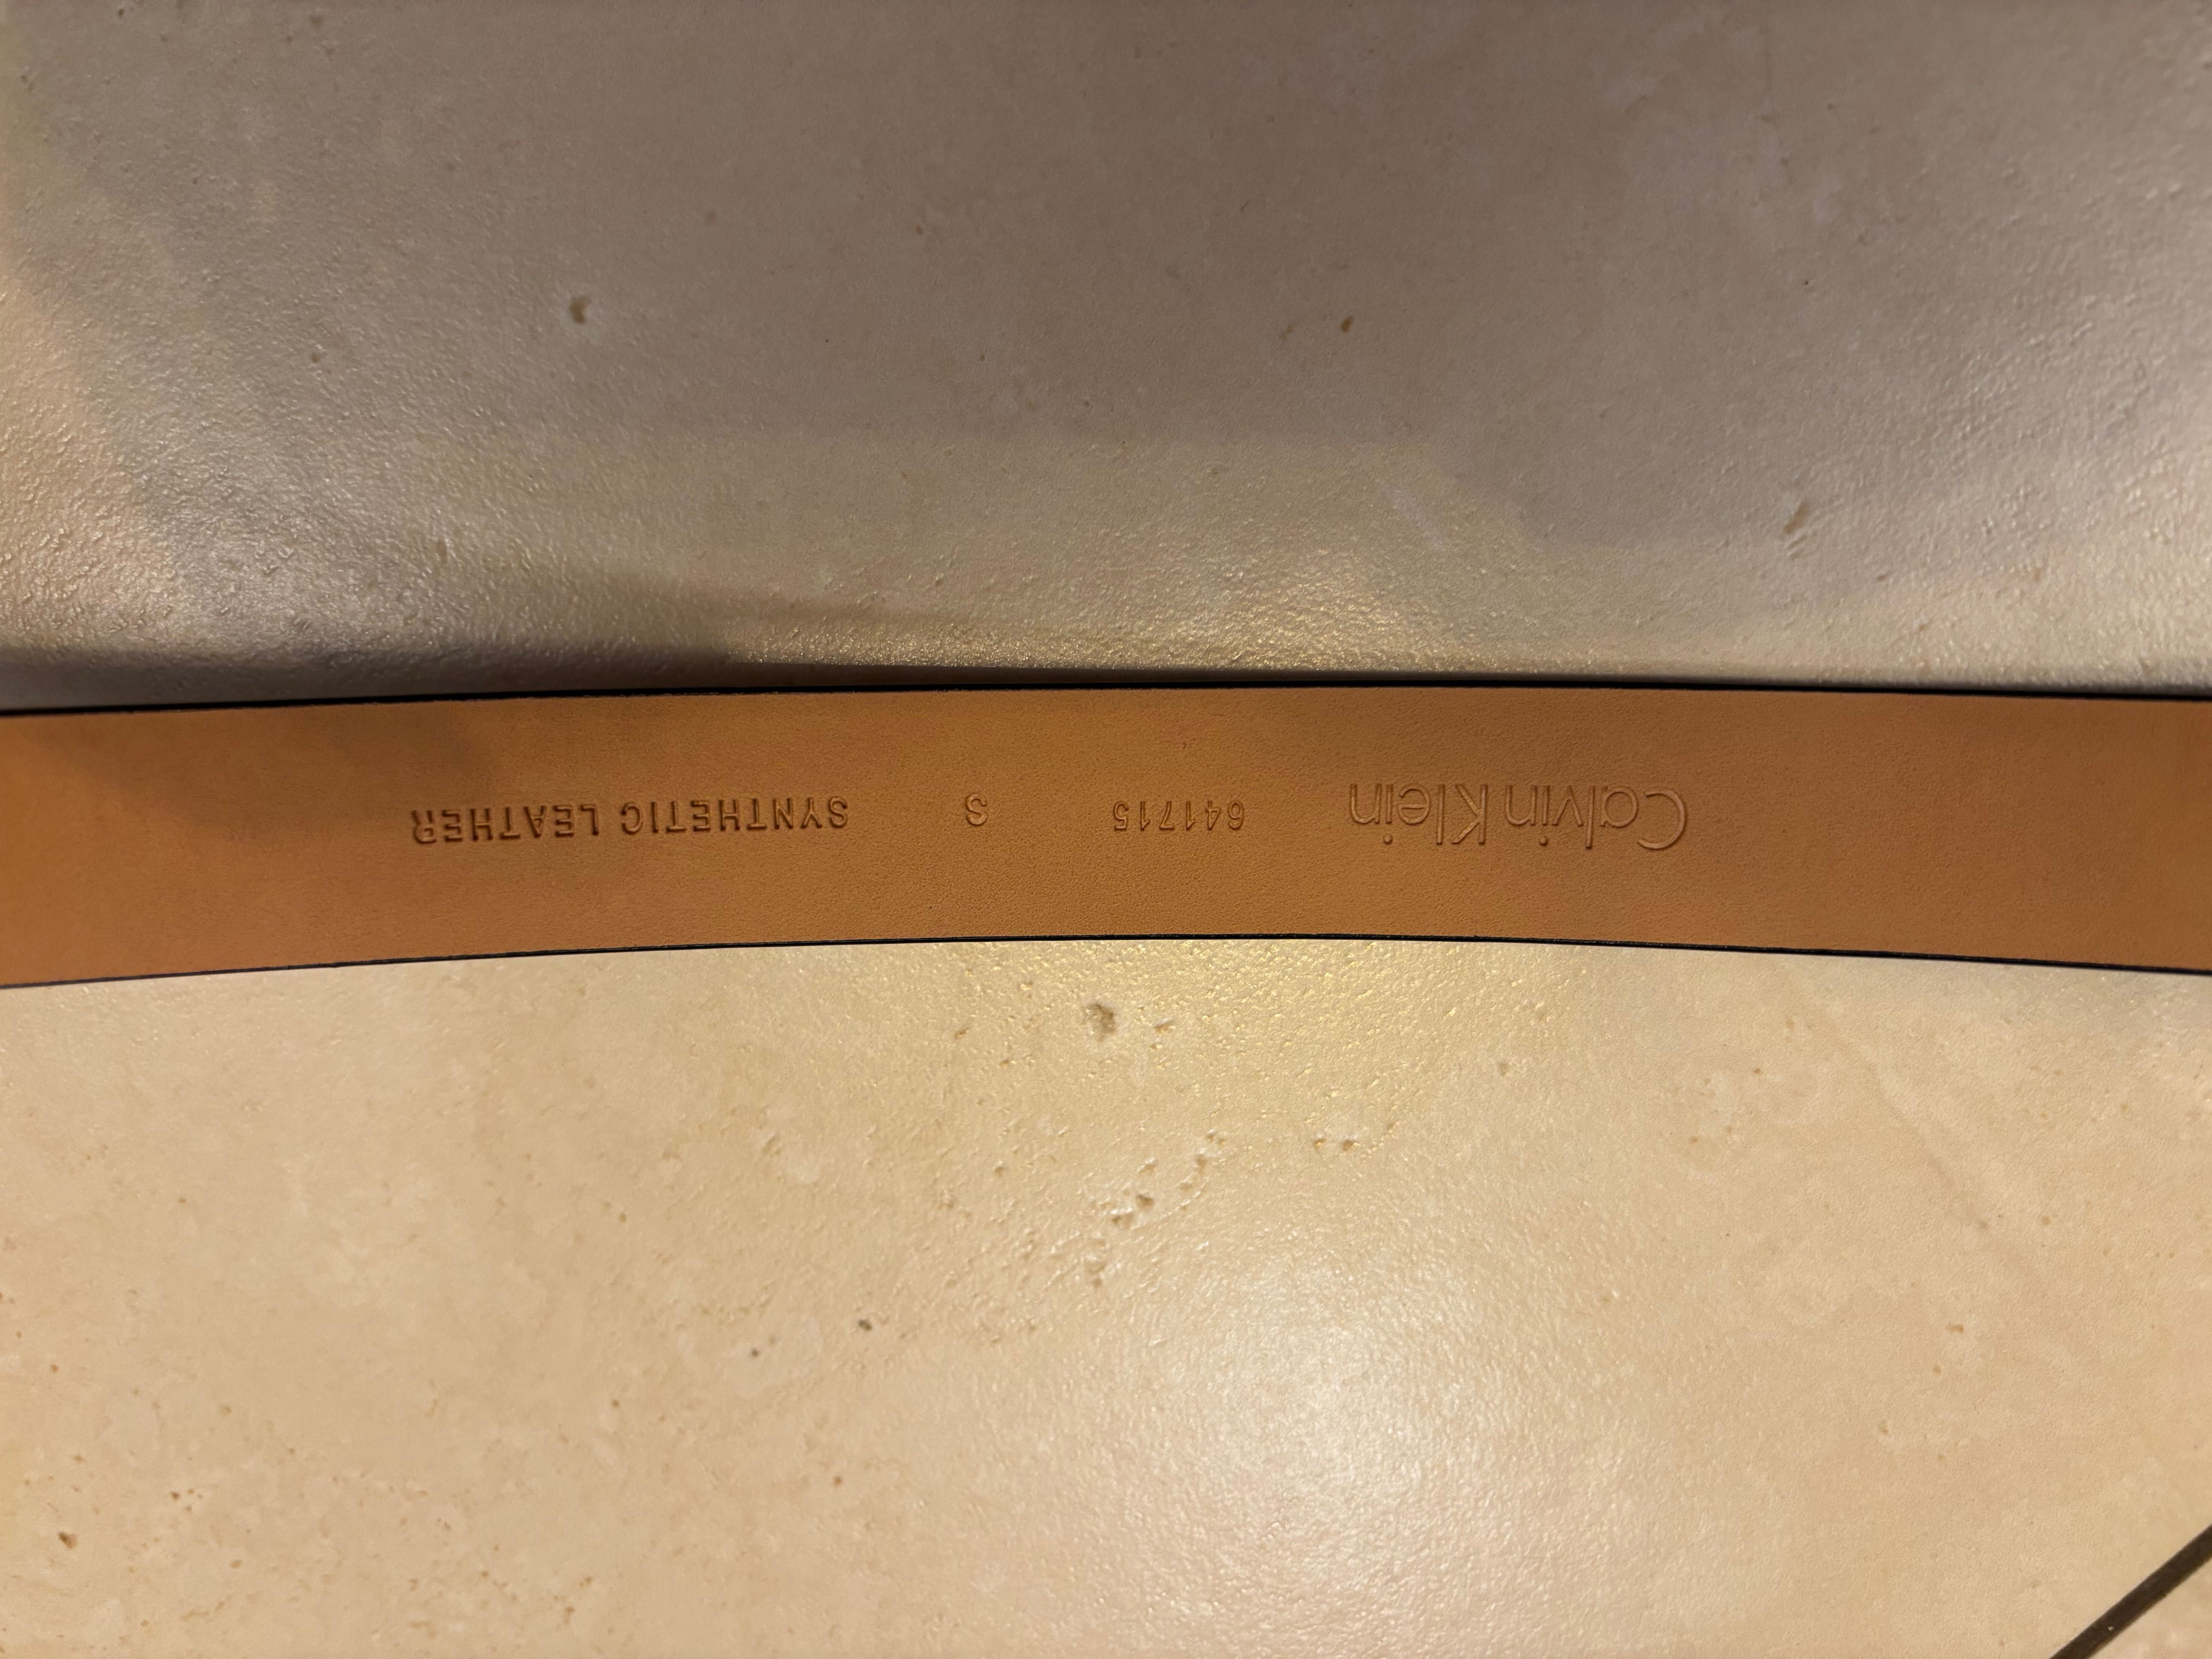 Calvin Klein 641715 S SYNTHETIC LEATHER